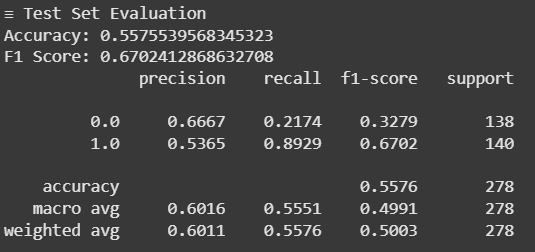 ≡ Test Set Evaluation
Accuracy: 0.5575539568345323
F1 Score: 0.6702412868632708
precision recall f1-score support
0.0 0.6667 0.2174 0.3279 138
1.0 0.5365 0.8929 0.6702 140
accuracy 0.5576 278
macro avg 0.6016 0.5551 0.4991 278
weighted avg 0.6011 0.5576 0.5003 278